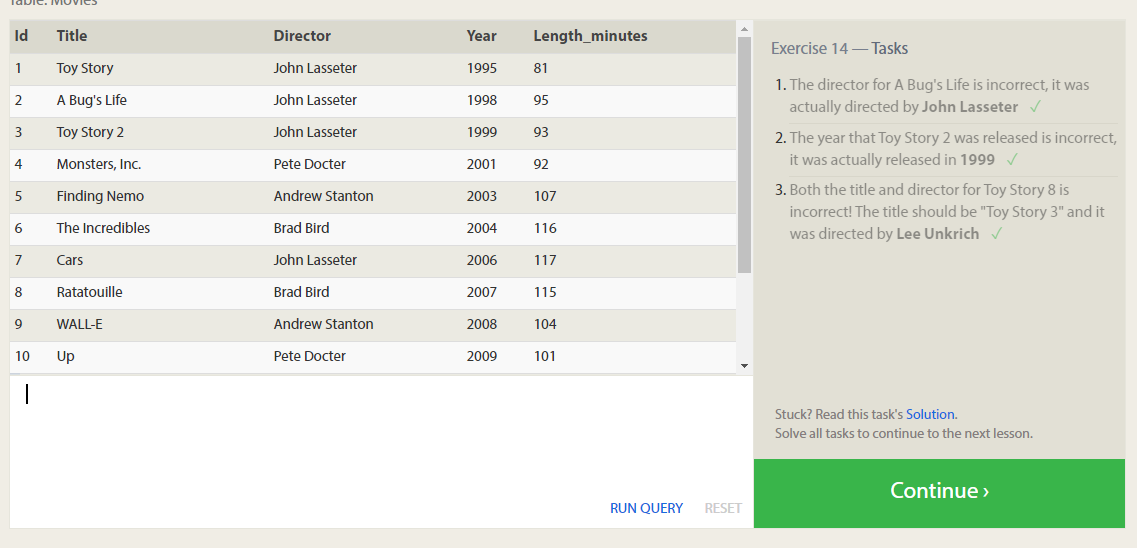 Table: Movies
Id Title Director Year Length_minutes
1 Toy Story John Lasseter 1995 81
2 A Bug's Life John Lasseter 1998 95
3 Toy Story 2 John Lasseter 1999 93
4 Monsters, Inc. Pete Docter 2001 92
5 Finding Nemo Andrew Stanton 2003 107
6 The Incredibles Brad Bird 2004 116
7 Cars John Lasseter 2006 117
8 Ratatouille Brad Bird 2007 115
9 WALL-E Andrew Stanton 2008 104
10 Up Pete Docter 2009 101
RUN QUERY RESET
Exercise 14 — Tasks
1. The director for A Bug's Life is incorrect, it was
actually directed by John Lasseter ✓
2. The year that Toy Story 2 was released is incorrect,
it was actually released in 1999 ✓
3. Both the title and director for Toy Story 8 is
incorrect! The title should be "Toy Story 3" and it
was directed by Lee Unkrich ✓
Stuck? Read this task's Solution.
Solve all tasks to continue to the next lesson.
Continue ›